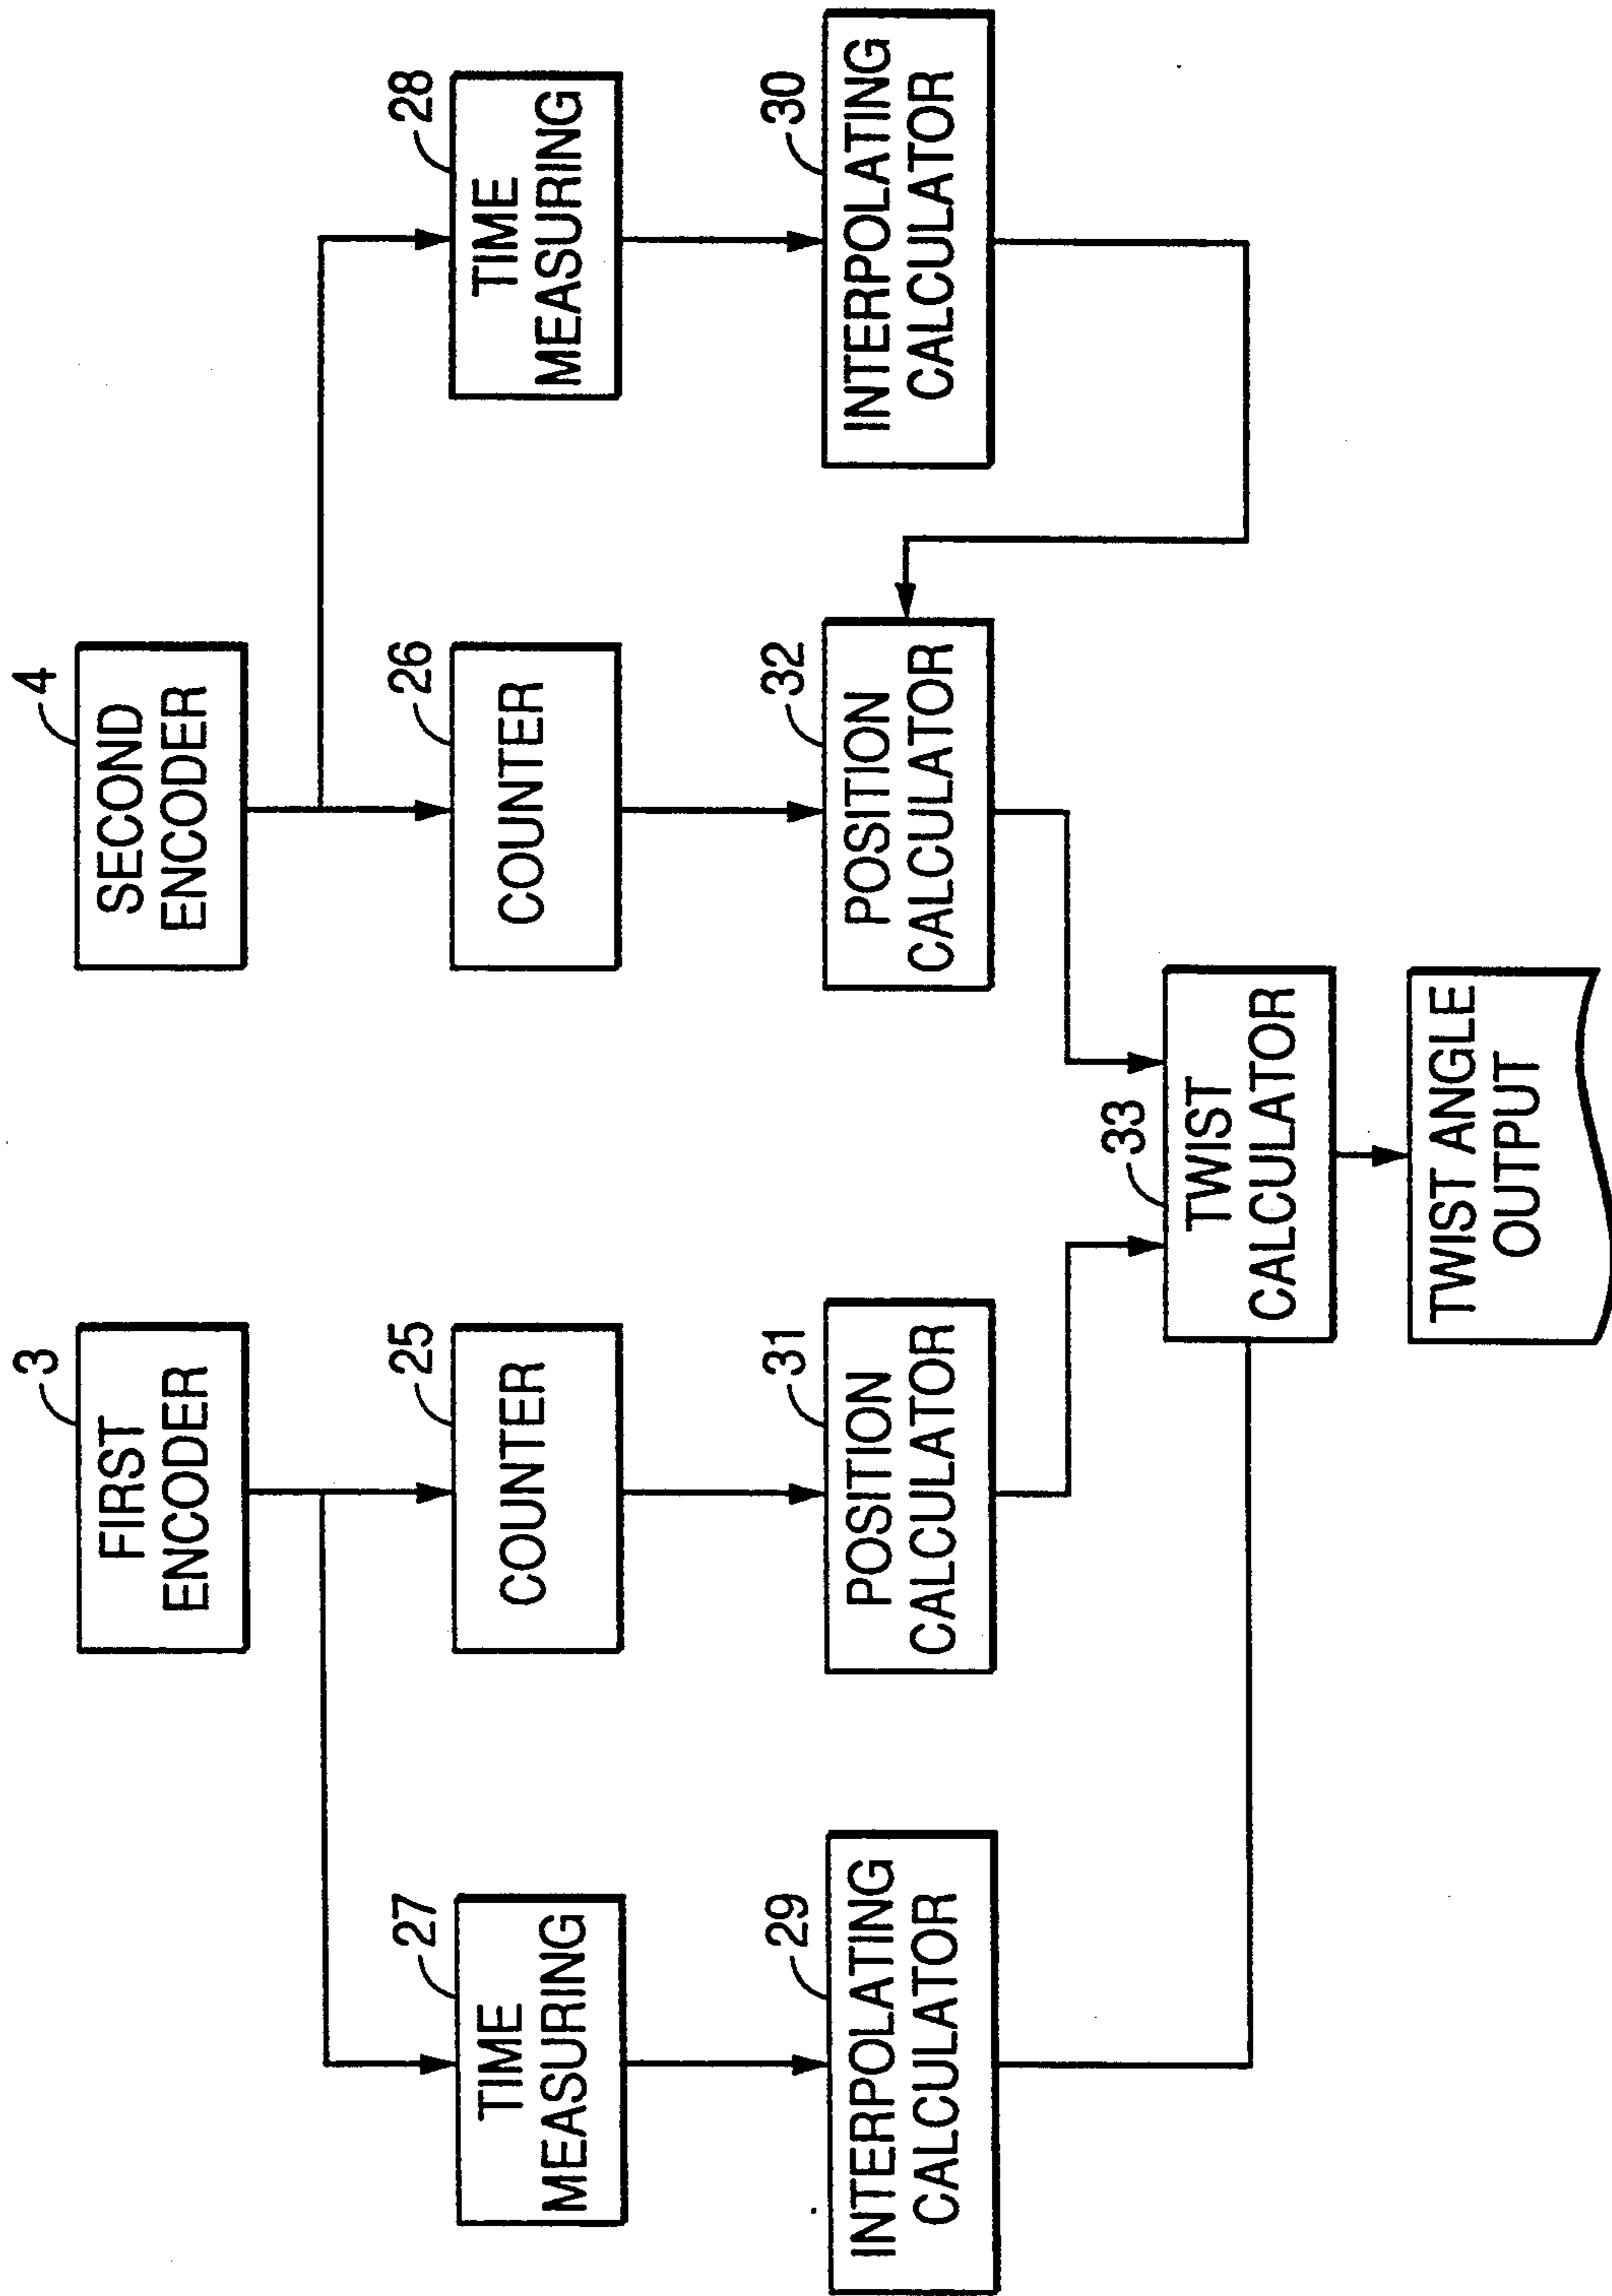 3
FIRST
ENCODER
4
SECOND
ENCODER
27
TIME
MEASURING
25
COUNTER
26
COUNTER
28
TIME
MEASURING
29
INTERPOLATING
CALCULATOR
31
POSITION
CALCULATOR
32
POSITION
CALCULATOR
30
INTERPOLATING
CALCULATOR
33
TWIST
CALCULATOR
TWIST ANGLE
OUTPUT